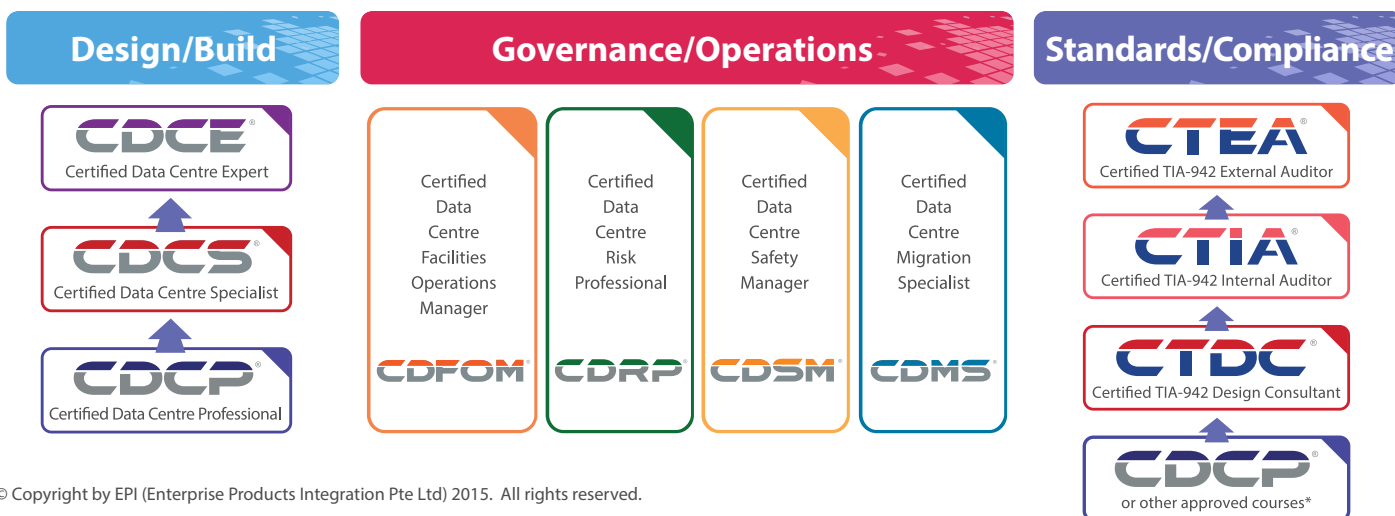 Design/Build
CDCE®
Certified Data Centre Expert
CDCS®
Certified Data Centre Specialist
CDCP®
Certified Data Centre Professional
Governance/Operations
Certified
Data
Centre
Facilities
Operations
Manager
CDFOM®
Certified
Data
Centre
Risk
Professional
CDRP®
Certified
Data
Centre
Safety
Manager
CDSM®
Certified
Data
Centre
Migration
Specialist
CDMS®
Standards/Compliance
CTEA®
Certified TIA-942 External Auditor
CTIA®
Certified TIA-942 Internal Auditor
CTDC®
Certified TIA-942 Design Consultant
CDCP®
or other approved courses*
© Copyright by EPI (Enterprise Products Integration Pte Ltd) 2015. All rights reserved.